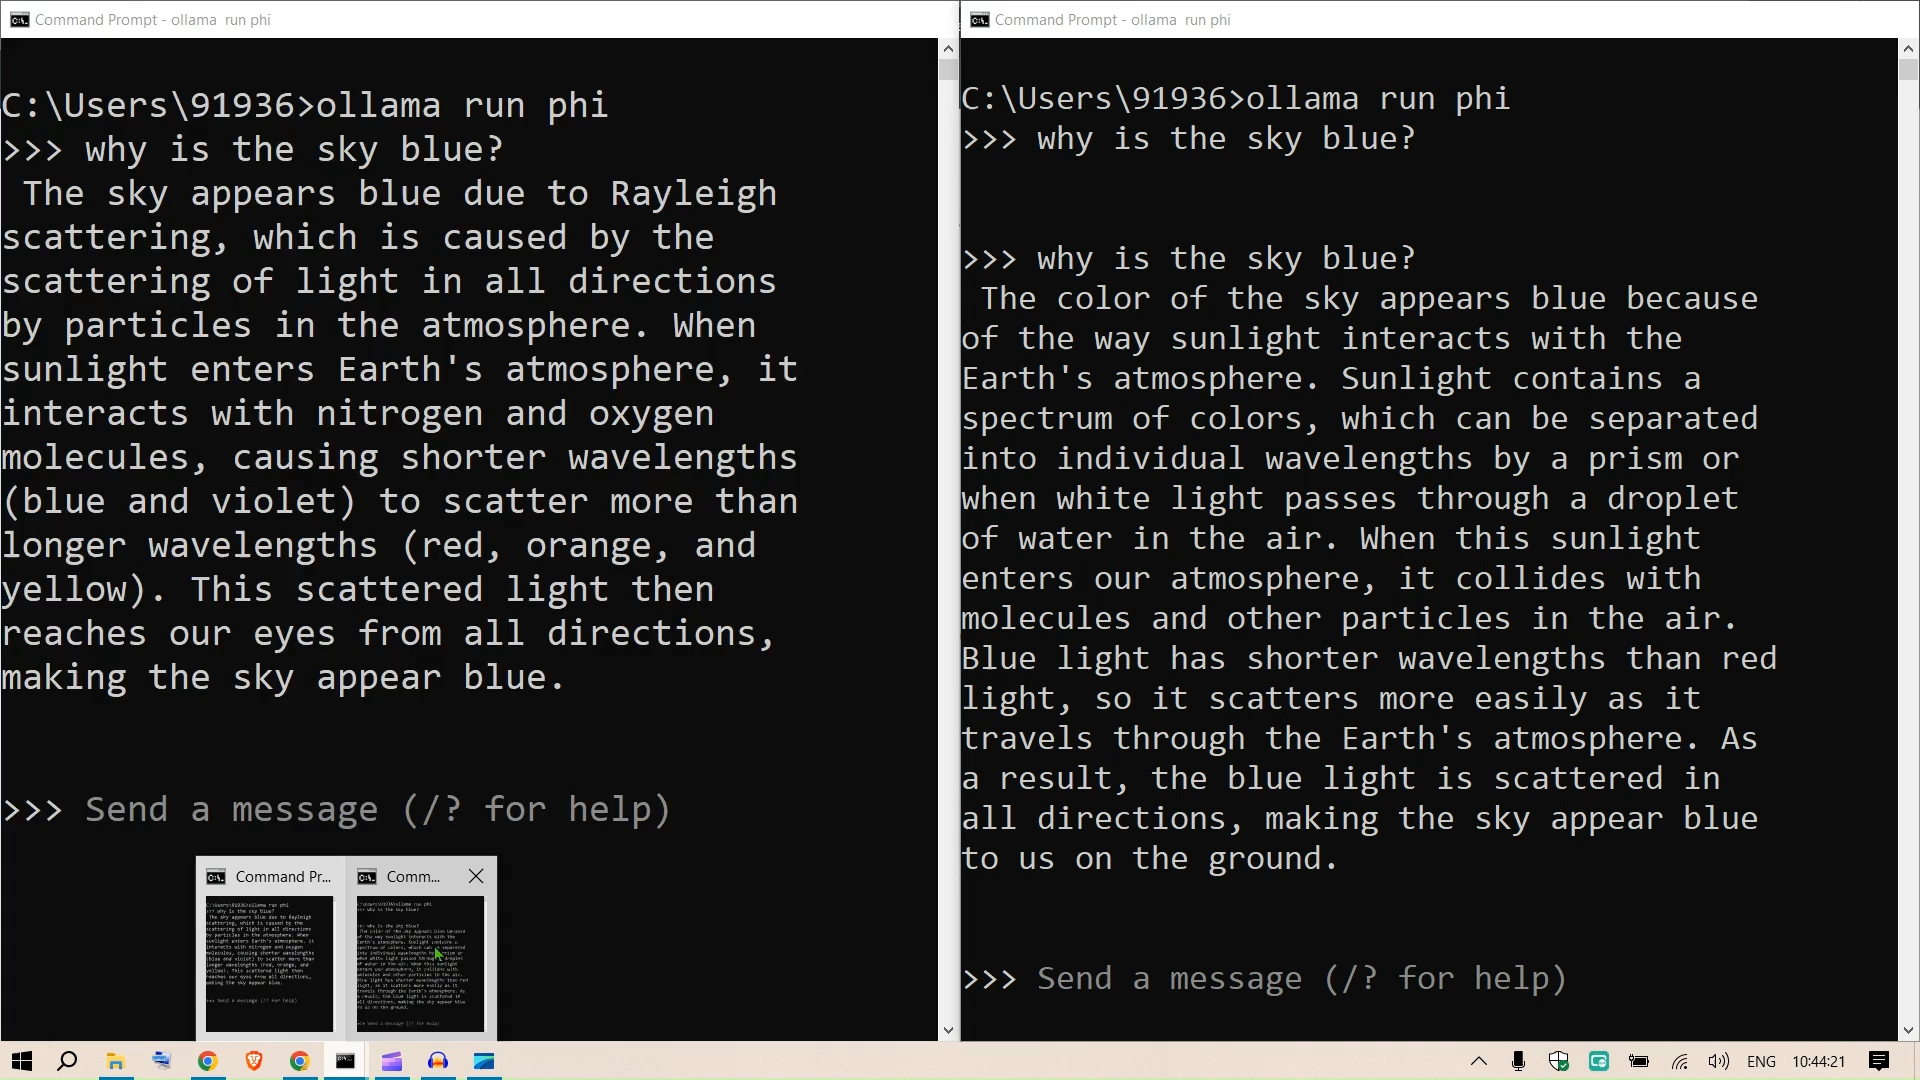 Command Prompt - ollama  run phi
C:\Users\91936>ollama run phi
>>> why is the sky blue?
The sky appears blue due to Rayleigh
scattering, which is caused by the
scattering of light in all directions
by particles in the atmosphere. When
sunlight enters Earth's atmosphere, it
interacts with nitrogen and oxygen
molecules, causing shorter wavelengths
(blue and violet) to scatter more than
longer wavelengths (red, orange, and
yellow). This scattered light then
reaches our eyes from all directions,
making the sky appear blue.
>>> Send a message (/? for help)
Command Prompt - ollama  run phi
C:\Users\91936>ollama run phi
>>> why is the sky blue?
>>> why is the sky blue?
The color of the sky appears blue because
of the way sunlight interacts with the
Earth's atmosphere. Sunlight contains a
spectrum of colors, which can be separated
into individual wavelengths by a prism or
when white light passes through a droplet
of water in the air. When this sunlight
enters our atmosphere, it collides with
molecules and other particles in the air.
Blue light has shorter wavelengths than red
light, so it scatters more easily as it
travels through the Earth's atmosphere. As
a result, the blue light is scattered in
all directions, making the sky appear blue
to us on the ground.
>>> Send a message (/? for help)
Command Pr...
Comm...
ENG
10:44:21